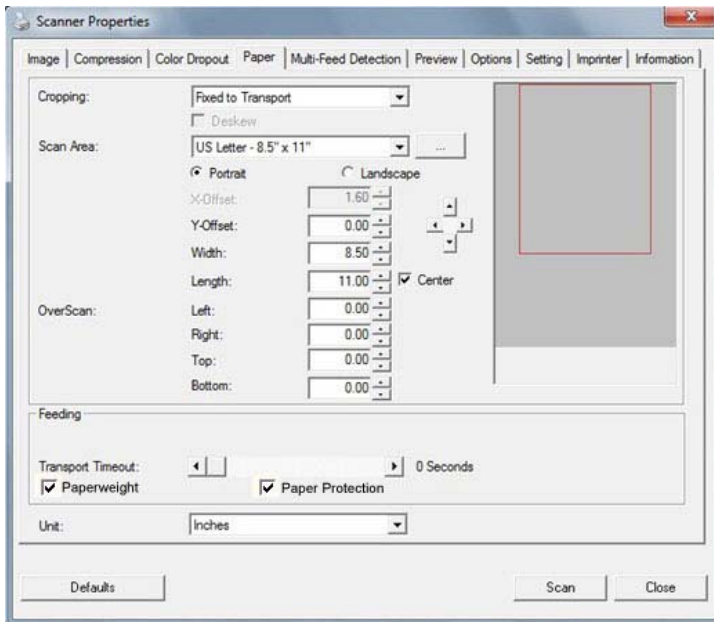 Scanner Properties
Image Compression Color Dropout Paper Multi-Feed Detection Preview Options Setting Imprinter Information
Cropping: Fixed to Transport
Deskew
Scan Area: US Letter - 8.5" x 11" ...
Portrait Landscape
X-Offset: 1.60
Y-Offset: 0.00
Width: 8.50
Length: 11.00 Center
OverScan: Left: 0.00
Right: 0.00
Top: 0.00
Bottom: 0.00
Feeding
Transport Timeout: 0 Seconds
Paperweight Paper Protection
Unit: Inches
Defaults Scan Close